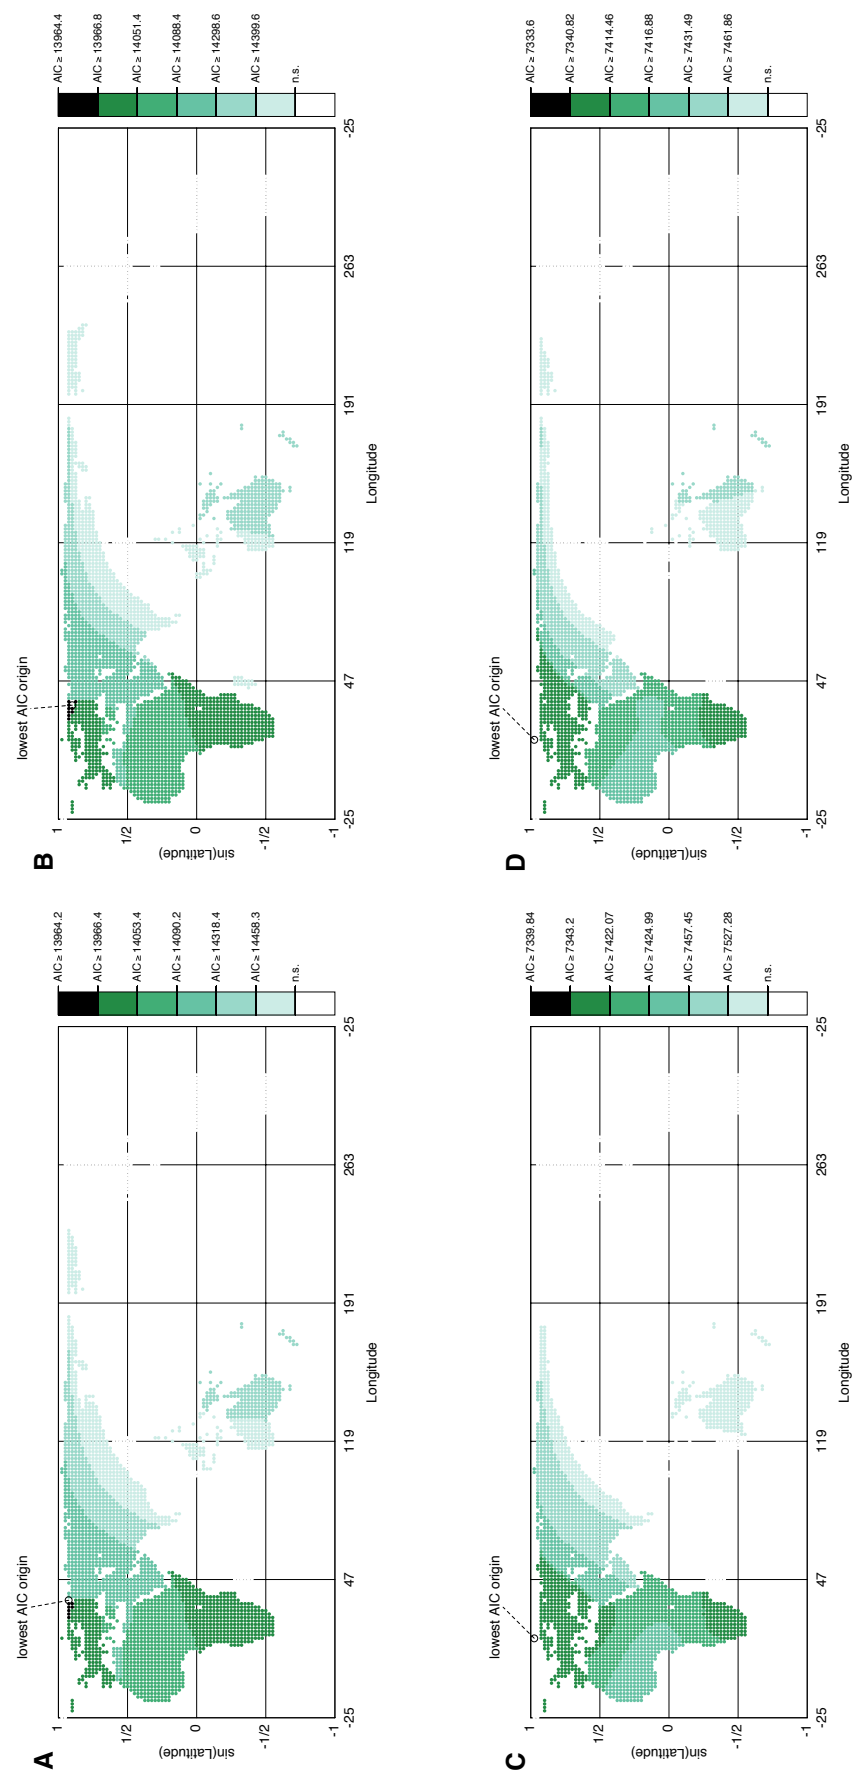 A
lowest AIC origin
1
1/2
0
-1/2
-1
sin(Latitude)
-25
47
119
191
263
-25
Longitude
AIC ≥ 13964.2
AIC ≥ 13966.4
AIC ≥ 14053.4
AIC ≥ 14090.2
AIC ≥ 14318.4
AIC ≥ 14458.3
n.s.
B
lowest AIC origin
1
1/2
0
-1/2
-1
sin(Latitude)
-25
47
119
191
263
-25
Longitude
AIC ≥ 13964.4
AIC ≥ 13966.8
AIC ≥ 14051.4
AIC ≥ 14088.4
AIC ≥ 14298.6
AIC ≥ 14399.6
n.s.
C
lowest AIC origin
1
1/2
0
-1/2
-1
sin(Latitude)
-25
47
119
191
263
-25
Longitude
AIC ≥ 7339.84
AIC ≥ 7343.2
AIC ≥ 7422.07
AIC ≥ 7424.99
AIC ≥ 7457.45
AIC ≥ 7527.28
n.s.
D
lowest AIC origin
1
1/2
0
-1/2
-1
sin(Latitude)
-25
47
119
191
263
-25
Longitude
AIC ≥ 7333.6
AIC ≥ 7340.82
AIC ≥ 7414.46
AIC ≥ 7416.88
AIC ≥ 7431.49
AIC ≥ 7461.86
n.s.